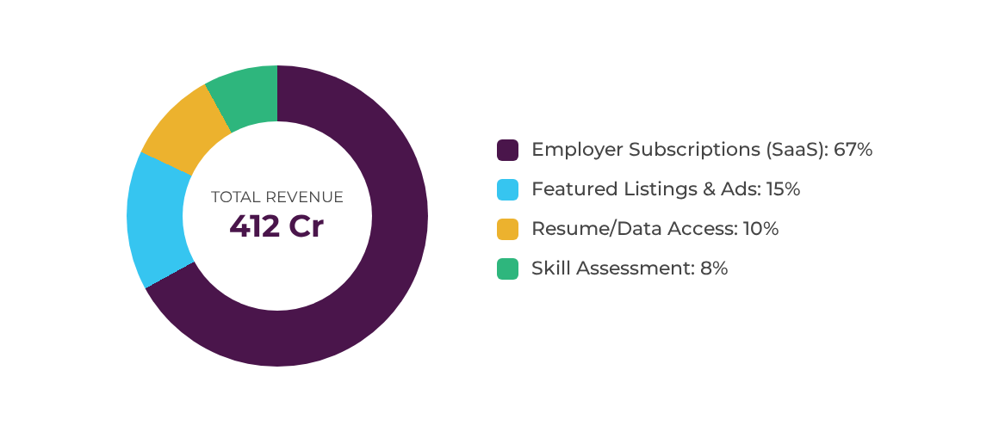 TOTAL REVENUE
412 Cr
Employer Subscriptions (SaaS): 67%
Featured Listings & Ads: 15%
Resume/Data Access: 10%
Skill Assessment: 8%